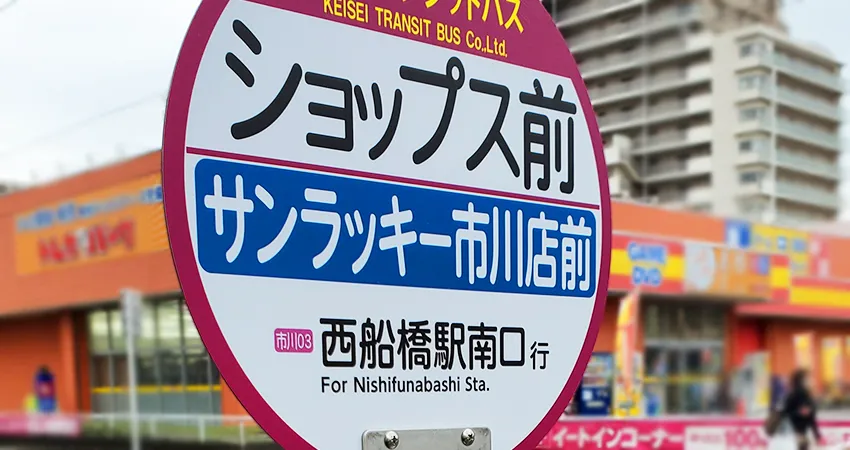 KEISEI TRANSIT BUS Co.,Ltd.
ショップス前
サンラッキー市川店前
市川03 西船橋駅南口 行
For Nishifunabashi Sta.
GAME
DVD
イートインコーナー
100